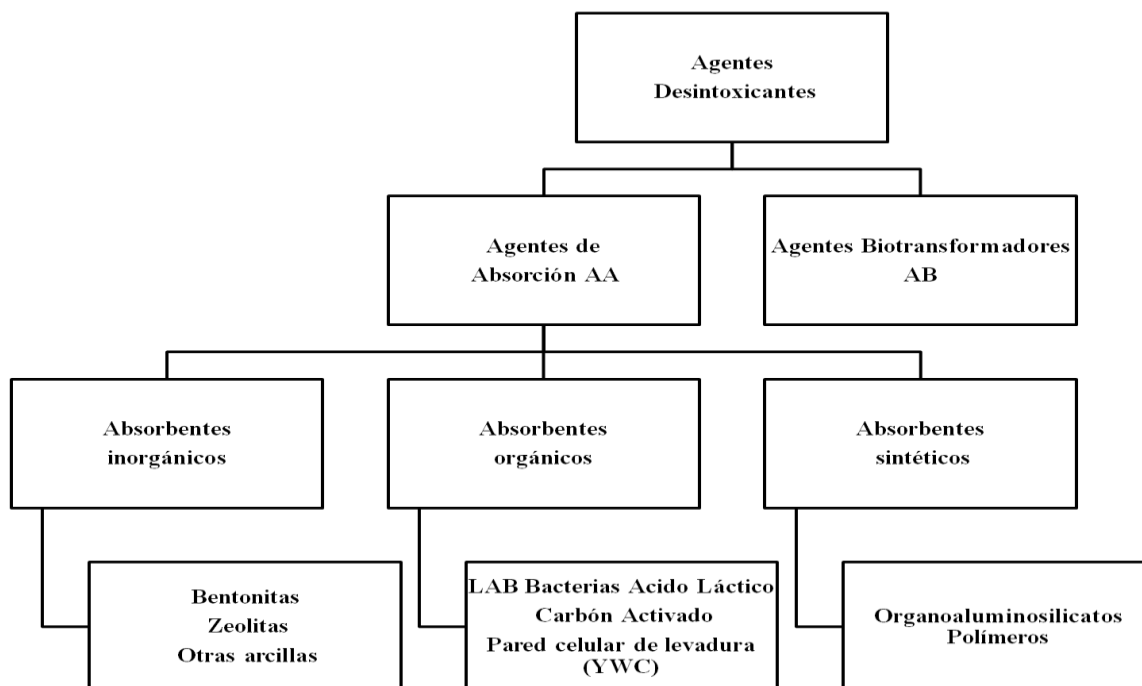 Agentes
Desintoxicantes
Agentes de
Absorción AA
Agentes Biotransformadores
AB
Absorbentes
inorgánicos
Absorbentes
orgánicos
Absorbentes
sintéticos
Bentonitas
Zeolitas
Otras arcillas
LAB Bacterias Acido Láctico
Carbón Activado
Pared celular de levadura
(YWC)
Organoaluminosilicatos
Polímeros